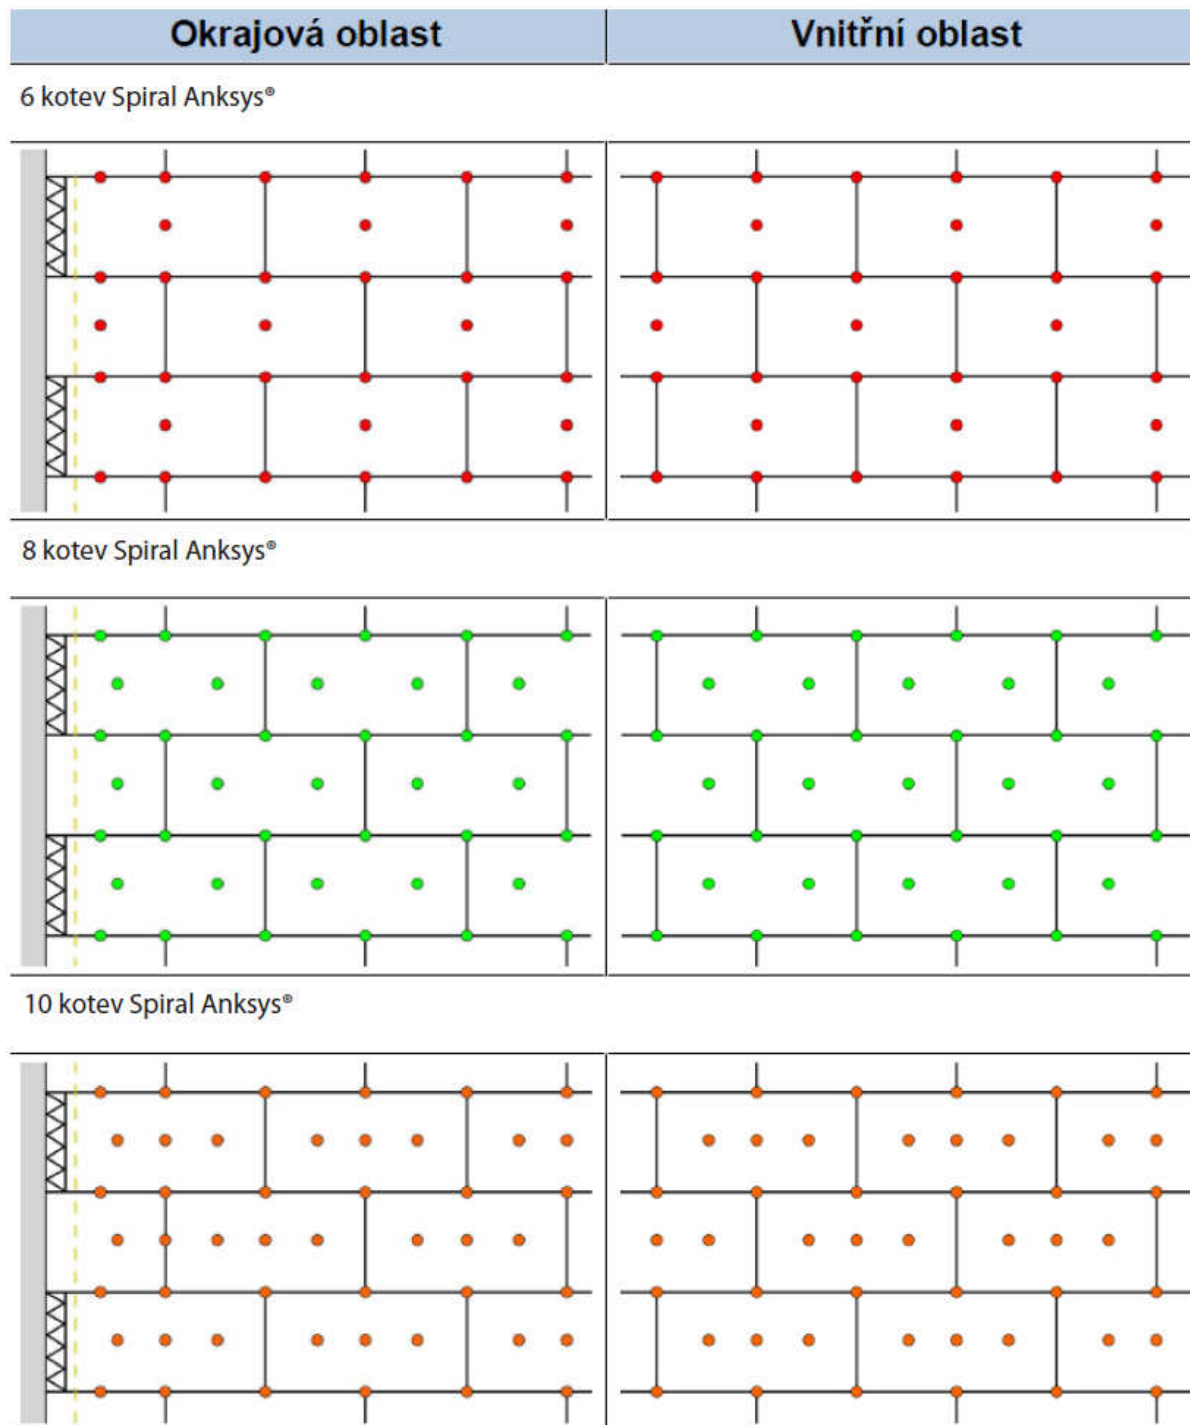 Okrajová oblast
Vnitřní oblast
6 kotev Spiral Anksys®
8 kotev Spiral Anksys®
10 kotev Spiral Anksys®